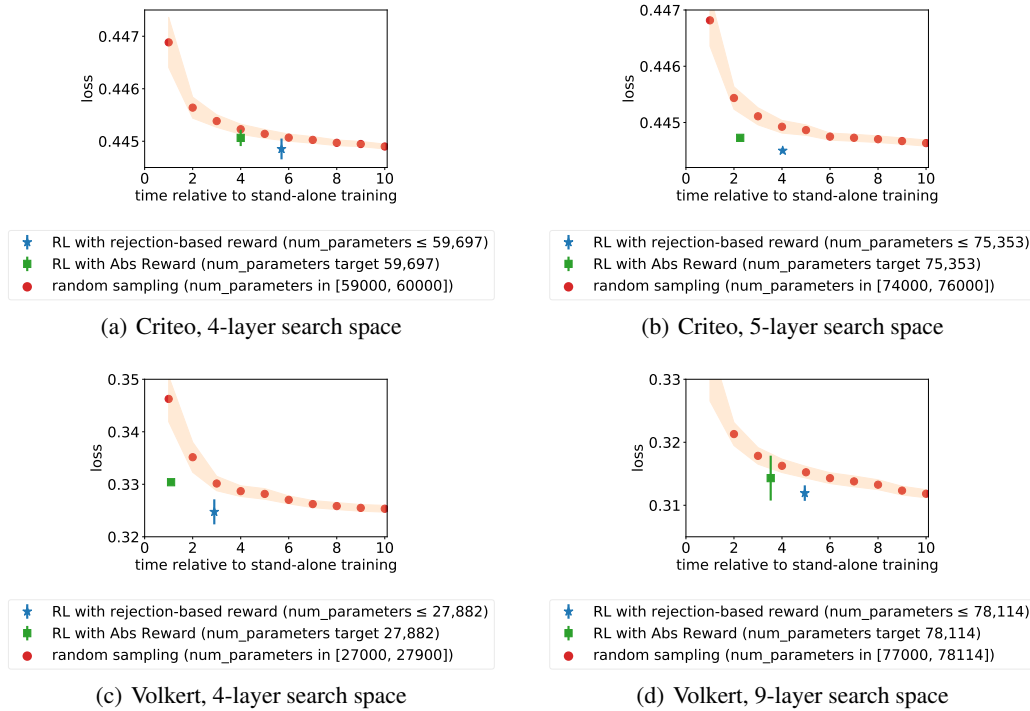 0.447
0.446
0.445
loss
0 2 4 6 8 10
time relative to stand-alone training
RL with rejection-based reward (num_parameters ≤ 59,697)
RL with Abs Reward (num_parameters target 59,697)
random sampling (num_parameters in [59000, 60000])
(a) Criteo, 4-layer search space
0.447
0.446
0.445
loss
0 2 4 6 8 10
time relative to stand-alone training
RL with rejection-based reward (num_parameters ≤ 75,353)
RL with Abs Reward (num_parameters target 75,353)
random sampling (num_parameters in [74000, 76000])
(b) Criteo, 5-layer search space
0.35
0.34
0.33
0.32
loss
0 2 4 6 8 10
time relative to stand-alone training
RL with rejection-based reward (num_parameters ≤ 27,882)
RL with Abs Reward (num_parameters target 27,882)
random sampling (num_parameters in [27000, 27900])
(c) Volkert, 4-layer search space
0.33
0.32
0.31
loss
0 2 4 6 8 10
time relative to stand-alone training
RL with rejection-based reward (num_parameters ≤ 78,114)
RL with Abs Reward (num_parameters target 78,114)
random sampling (num_parameters in [77000, 78114])
(d) Volkert, 9-layer search space